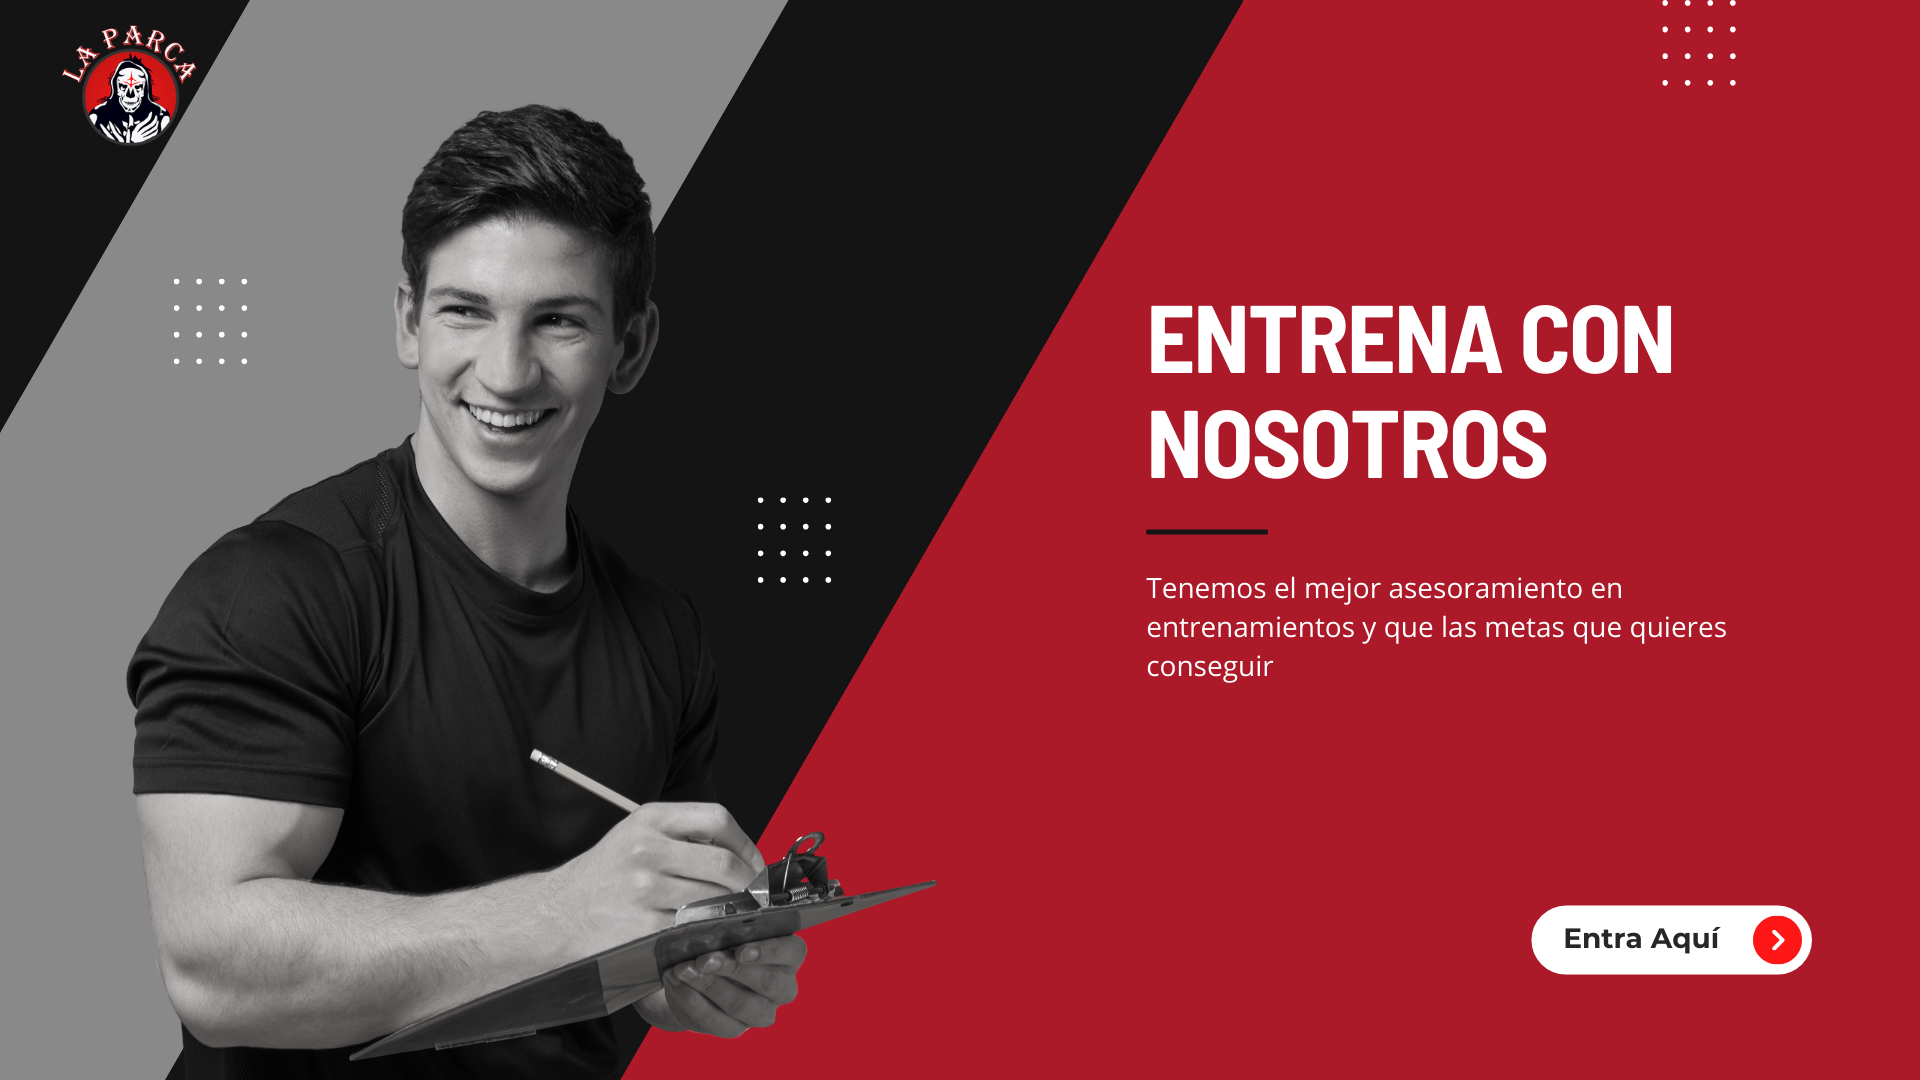 LA PARCA
ENTRENA CON
NOSOTROS
Tenemos el mejor asesoramiento en
entrenamientos y que las metas que quieres
conseguir
Entra Aquí